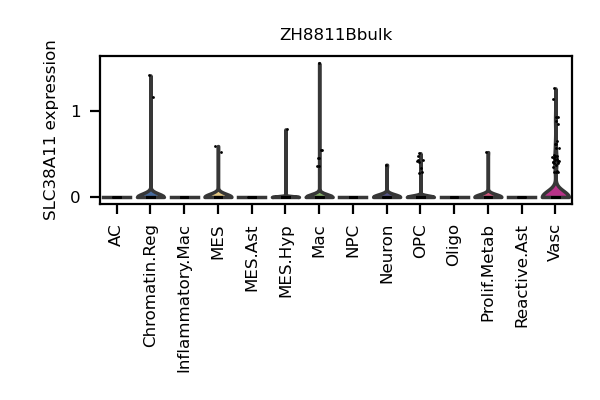 ZH8811Bbulk
SLC38A11 expression
1
0
AC
Chromatin.Reg
Inflammatory.Mac
MES
MES.Ast
MES.Hyp
Mac
NPC
Neuron
OPC
Oligo
Prolif.Metab
Reactive.Ast
Vasc